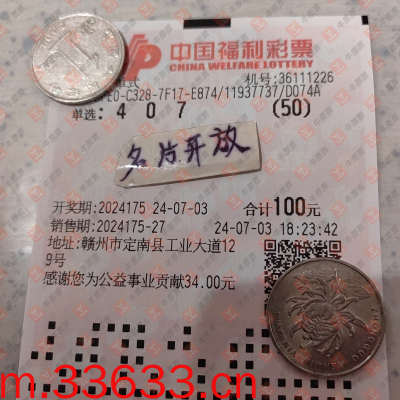 中国福利彩票
CHINA WELFARE LOTTERY
机号:36111226
C328-7F17-E874/11937737/D074A
单选: 4 0 7 (50)
名片开放
开奖期:2024175 24-07-03 合计100元
销售期:2024175-27 24-07-03 18:23:42
地址:赣州市定南县工业大道12
9号
感谢您为公益事业贡献34.00元
m.33633.cn